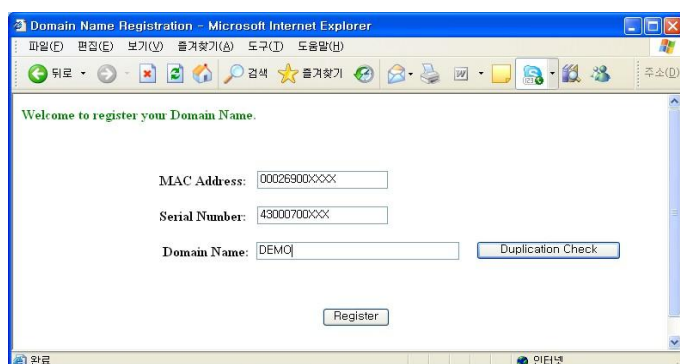 Domain Name Registration - Microsoft Internet Explorer
파일(F) 편집(E) 보기(V) 즐겨찾기(A) 도구(T) 도움말(H)
뒤로 검색 즐겨찾기 주소(D)
Welcome to register your Domain Name.
MAC Address: 00026900XXXX
Serial Number: 43000700XXX
Domain Name: DEMO Duplication Check
Register
완료 인터넷